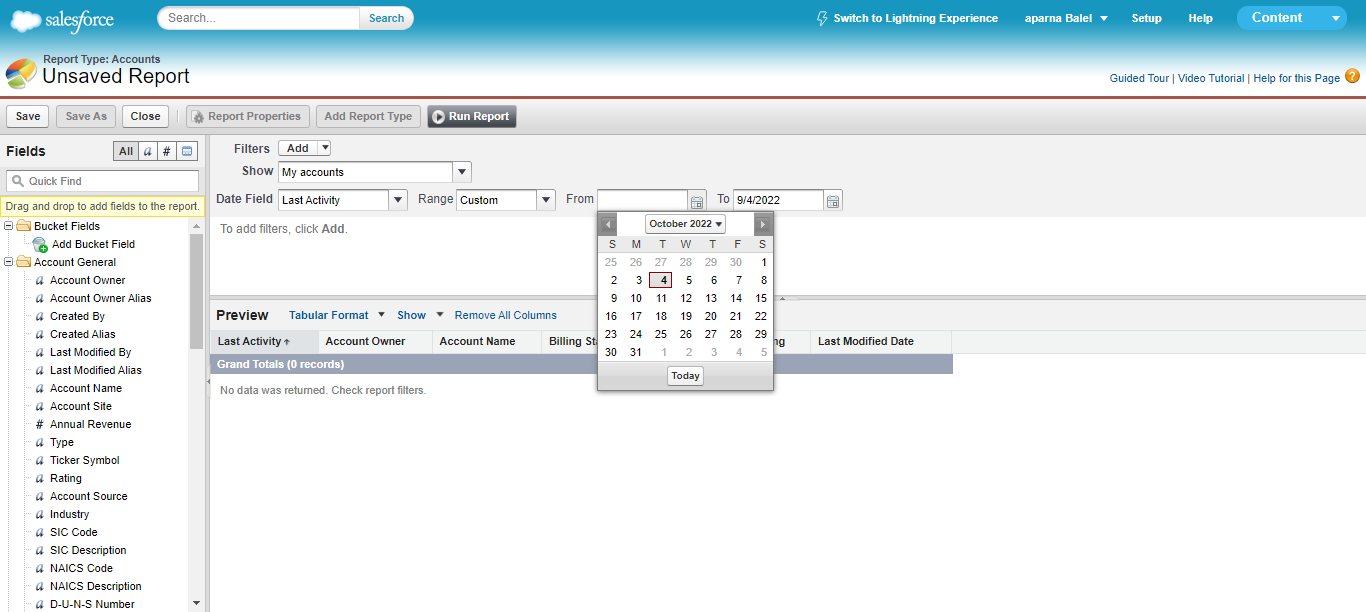 salesforce
Search...
Search
Switch to Lightning Experience
aparna Balel
Setup
Help
Content
Report Type: Accounts
Unsaved Report
Guided Tour | Video Tutorial | Help for this Page ?
Save
Save As
Close
Report Properties
Add Report Type
Run Report
Fields
All
a
#
Quick Find
Drag and drop to add fields to the report.
Bucket Fields
Add Bucket Field
Account General
a Account Owner
a Account Owner Alias
a Created By
a Created Alias
a Last Modified By
a Last Modified Alias
a Account Name
a Account Site
# Annual Revenue
a Type
a Ticker Symbol
a Rating
a Account Source
a Industry
a SIC Code
a SIC Description
a NAICS Code
a NAICS Description
a D-U-N-S Number
Filters Add
Show My accounts
Date Field Last Activity Range Custom From To 9/4/2022
To add filters, click Add.
October 2022
S M T W T F S
25 26 27 28 29 30 1
2 3 4 5 6 7 8
9 10 11 12 13 14 15
16 17 18 19 20 21 22
23 24 25 26 27 28 29
30 31 1 2 3 4 5
Today
Preview Tabular Format Show Remove All Columns
Last Activity Account Owner Account Name Billing Sta ng Last Modified Date
Grand Totals (0 records)
No data was returned. Check report filters.